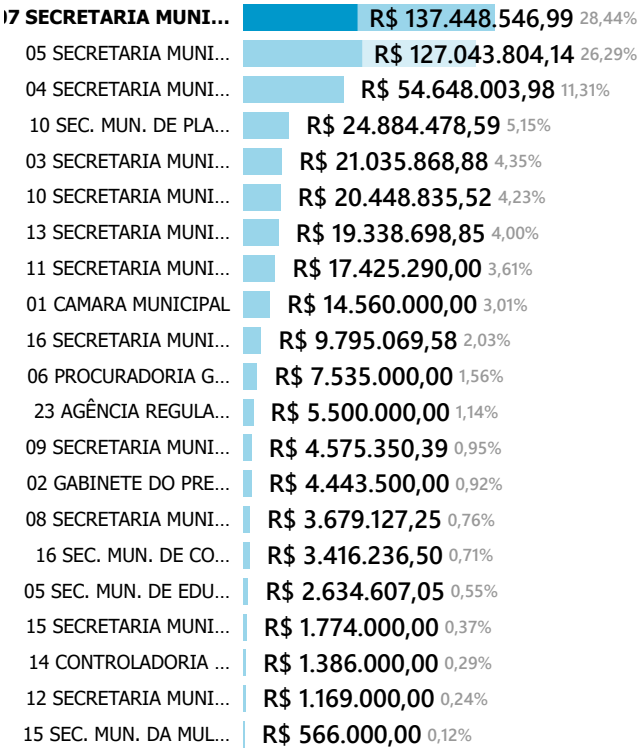 07 SECRETARIA MUNI... R$ 137.448.546,99 28,44%
05 SECRETARIA MUNI... R$ 127.043.804,14 26,29%
04 SECRETARIA MUNI... R$ 54.648.003,98 11,31%
10 SEC. MUN. DE PLA... R$ 24.884.478,59 5,15%
03 SECRETARIA MUNI... R$ 21.035.868,88 4,35%
10 SECRETARIA MUNI... R$ 20.448.835,52 4,23%
13 SECRETARIA MUNI... R$ 19.338.698,85 4,00%
11 SECRETARIA MUNI... R$ 17.425.290,00 3,61%
01 CAMARA MUNICIPAL R$ 14.560.000,00 3,01%
16 SECRETARIA MUNI... R$ 9.795.069,58 2,03%
06 PROCURADORIA G... R$ 7.535.000,00 1,56%
23 AGÊNCIA REGULA... R$ 5.500.000,00 1,14%
09 SECRETARIA MUNI... R$ 4.575.350,39 0,95%
02 GABINETE DO PRE... R$ 4.443.500,00 0,92%
08 SECRETARIA MUNI... R$ 3.679.127,25 0,76%
16 SEC. MUN. DE CO... R$ 3.416.236,50 0,71%
05 SEC. MUN. DE EDU... R$ 2.634.607,05 0,55%
15 SECRETARIA MUNI... R$ 1.774.000,00 0,37%
14 CONTROLADORIA ... R$ 1.386.000,00 0,29%
12 SECRETARIA MUNI... R$ 1.169.000,00 0,24%
15 SEC. MUN. DA MUL... R$ 566.000,00 0,12%